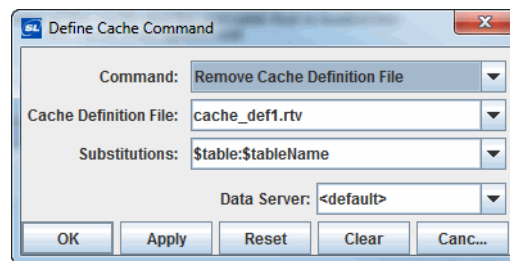 SL Define Cache Command X
Command: Remove Cache Definition File
Cache Definition File: cache_def1.rtv
Substitutions: $table:$tableName
Data Server: <default>
OK Apply Reset Clear Canc...